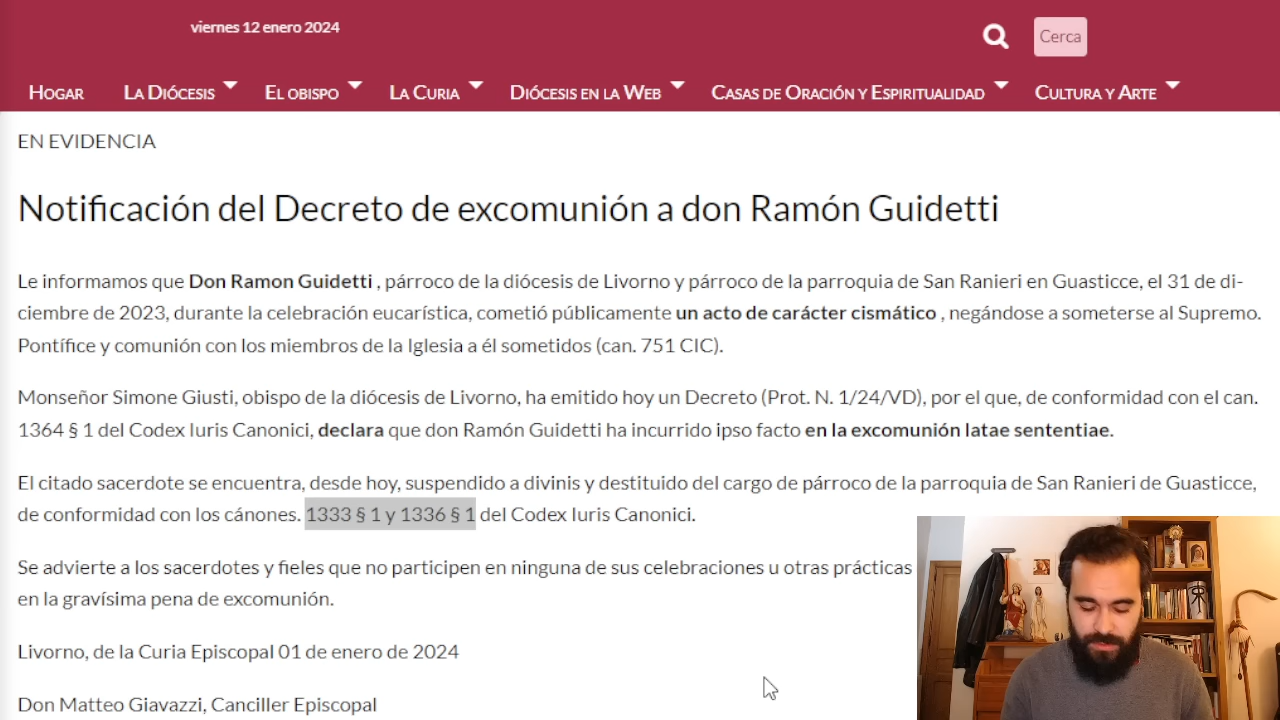 viernes 12 enero 2024
Cerca
HOGAR LA DIÓCESIS EL OBISPO LA CURIA DIÓCESIS EN LA WEB CASAS DE ORACIÓN Y ESPIRITUALIDAD CULTURA Y ARTE
EN EVIDENCIA
Notificación del Decreto de excomunión a don Ramón Guidetti
Le informamos que Don Ramon Guidetti , párroco de la diócesis de Livorno y párroco de la parroquia de San Ranieri en Guasticce, el 31 de di-
ciembre de 2023, durante la celebración eucarística, cometió públicamente un acto de carácter cismático , negándose a someterse al Supremo.
Pontífice y comunión con los miembros de la Iglesia a él sometidos (can. 751 CIC).
Monseñor Simone Giusti, obispo de la diócesis de Livorno, ha emitido hoy un Decreto (Prot. N. 1/24/VD), por el que, de conformidad con el can.
1364 § 1 del Codex Iuris Canonici, declara que don Ramón Guidetti ha incurrido ipso facto en la excomunión latae sententiae.
El citado sacerdote se encuentra, desde hoy, suspendido a divinis y destituido del cargo de párroco de la parroquia de San Ranieri de Guasticce,
de conformidad con los cánones. 1333 § 1 y 1336 § 1 del Codex Iuris Canonici.
Se advierte a los sacerdotes y fieles que no participen en ninguna de sus celebraciones u otras prácticas
en la gravísima pena de excomunión.
Livorno, de la Curia Episcopal 01 de enero de 2024
Don Matteo Giavazzi, Canciller Episcopal